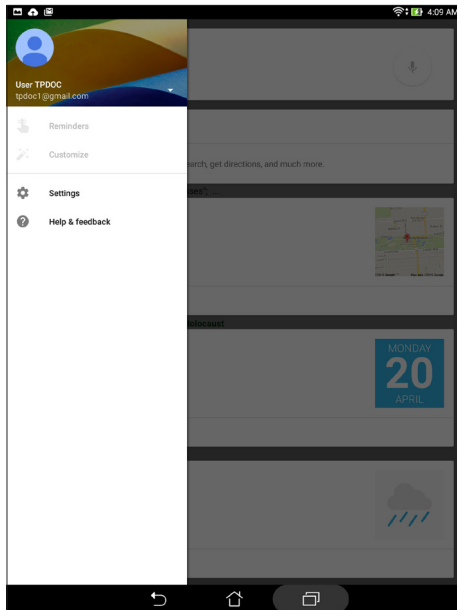 4:09 AM
User TPDOC
tpdoc1@gmail.com
Reminders
Customize
Settings
Help & feedback
arch, get directions, and much more.
olocaust
MONDAY
20
APRIL